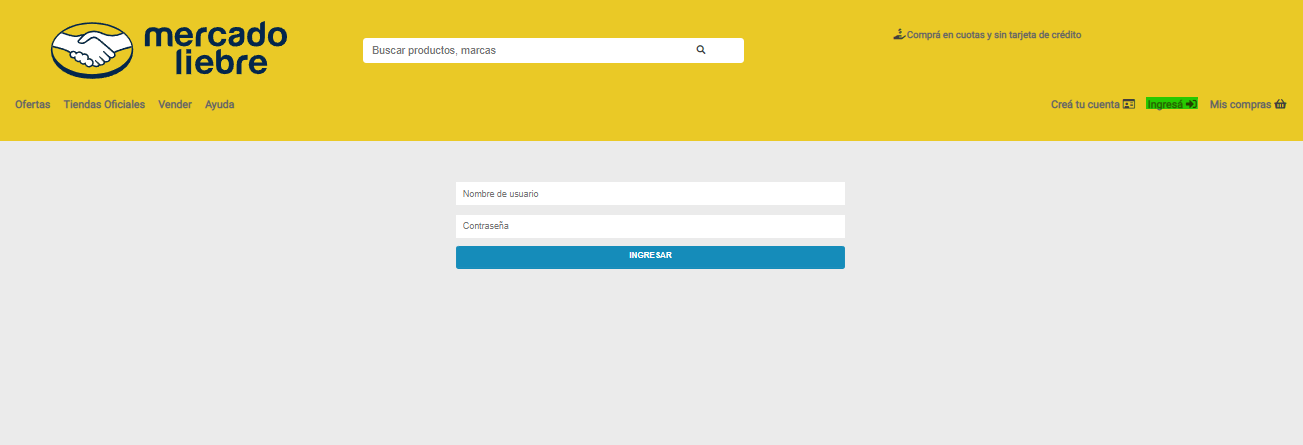 mercado
liebre
Buscar productos, marcas
Comprá en cuotas y sin tarjeta de crédito
Ofertas Tiendas Oficiales Vender Ayuda
Creá tu cuenta Ingresá Mis compras
Nombre de usuario
Contraseña
INGRESAR